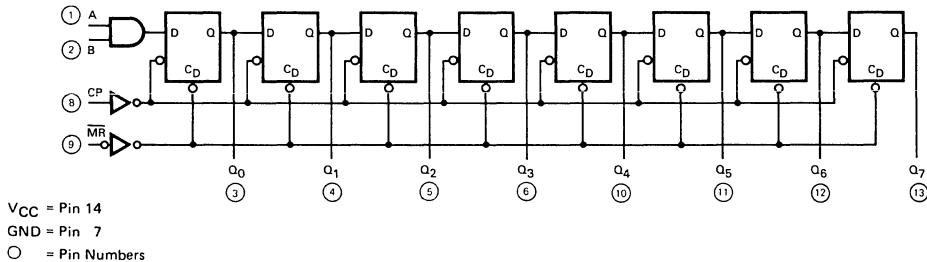 1 A
2 B
D Q D Q D Q D Q D Q D Q D Q D Q
CD CD CD CD CD CD CD CD
8 CP
9 MR
Q0 Q1 Q2 Q3 Q4 Q5 Q6 Q7
3 4 5 6 10 11 12 13
VCC = Pin 14
GND = Pin 7
= Pin Numbers